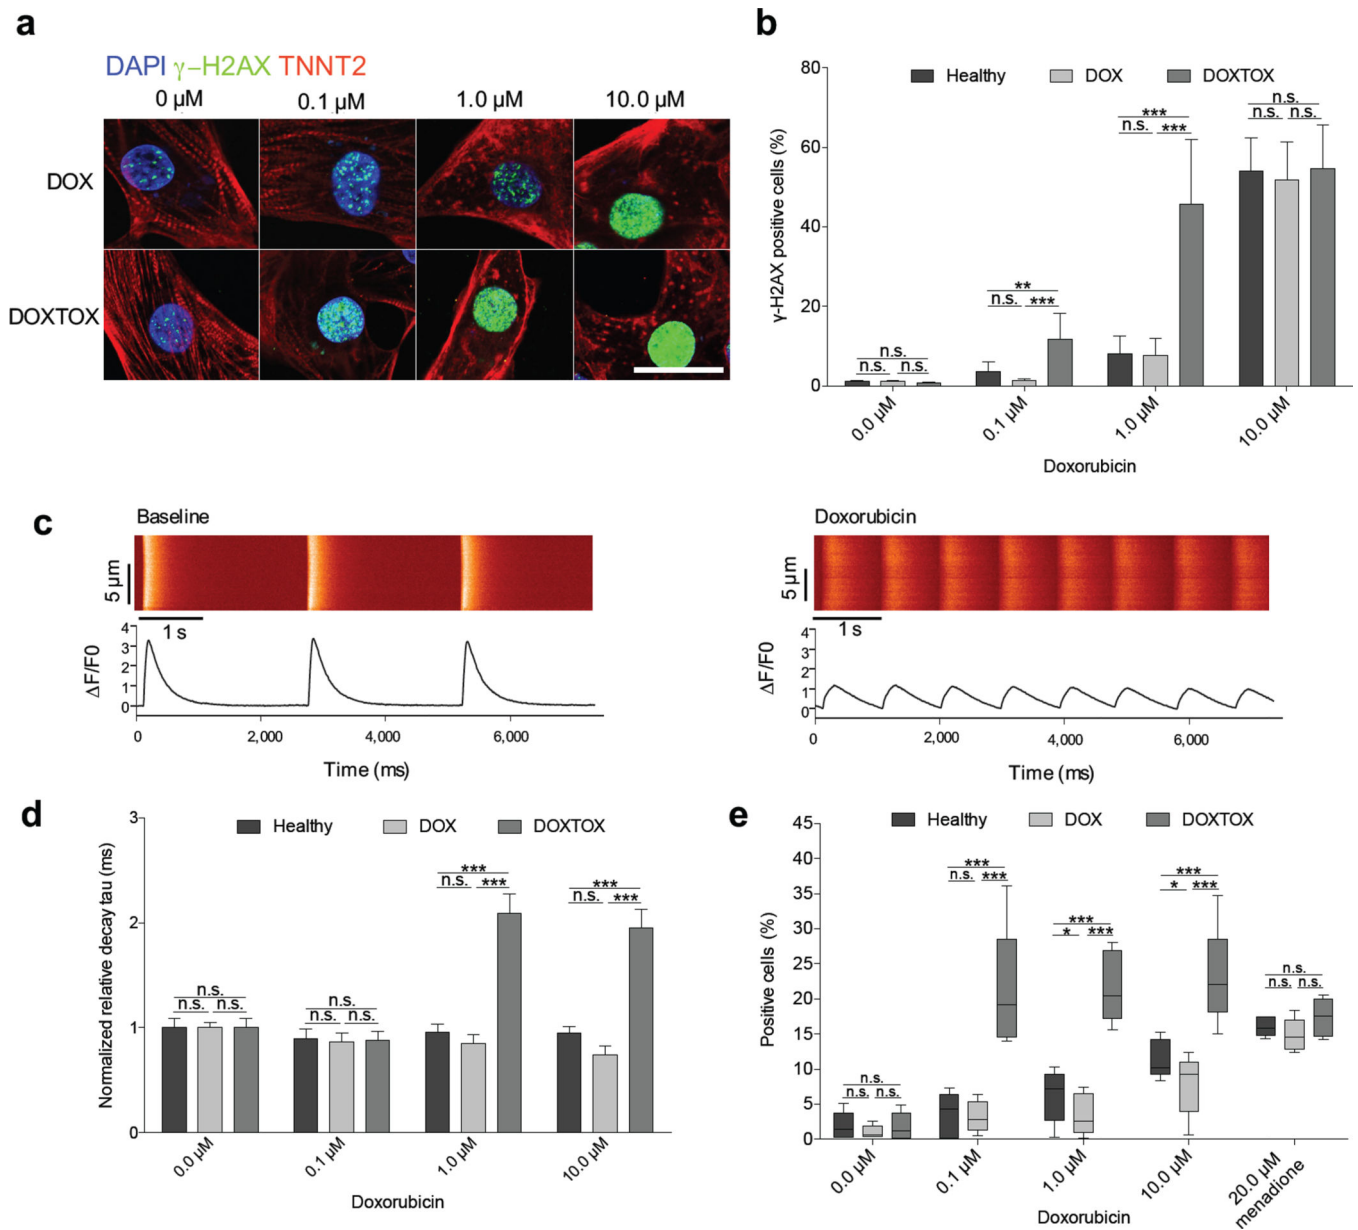 a
DAPI γ-H2AX TNNT2
0 µM 0.1 µM 1.0 µM 10.0 µM
DOX
DOXTOX
b
Healthy DOX DOXTOX
γ-H2AX positive cells (%)
80
60
40
20
0
n.s.
n.s. n.s.
**
n.s. ***
***
n.s. ***
n.s.
n.s. n.s.
0.0 µM 0.1 µM 1.0 µM 10.0 µM
Doxorubicin
c
Baseline
5 µm
1 s
ΔF/F0
4
3
2
1
0
0 2,000 4,000 6,000
Time (ms)
Doxorubicin
5 µm
1 s
ΔF/F0
4
3
2
1
0
0 2,000 4,000 6,000
Time (ms)
d
Healthy DOX DOXTOX
Normalized relative decay tau (ms)
3
2
1
0
n.s.
n.s. n.s.
n.s.
n.s. n.s.
***
n.s. ***
***
n.s. ***
0.0 µM 0.1 µM 1.0 µM 10.0 µM
Doxorubicin
e
Healthy DOX DOXTOX
Positive cells (%)
45
40
35
30
25
20
15
10
5
0
n.s.
n.s. n.s.
***
n.s. ***
***
* ***
***
* ***
n.s.
n.s. n.s.
0.0 µM 0.1 µM 1.0 µM 10.0 µM 20.0 µM
menadione
Doxorubicin